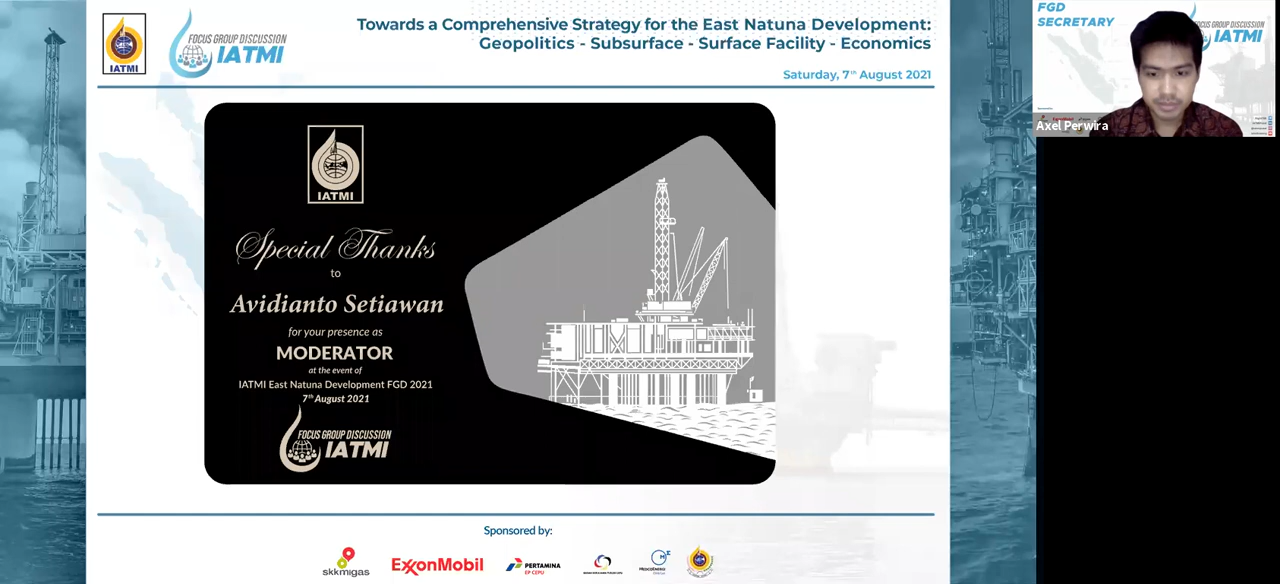 IATMI
FOCUS GROUP DISCUSSION
IATMI
Towards a Comprehensive Strategy for the East Natuna Development:
Geopolitics - Subsurface - Surface Facility - Economics
Saturday, 7th August 2021
IATMI
Special Thanks
to
Avidianto Setiawan
for your presence as
MODERATOR
at the event of
IATMI East Natuna Development FGD 2021
7th August 2021
FOCUS GROUP DISCUSSION
IATMI
Sponsored by:
skkmigas
ExxonMobil
PERTAMINA
EP CEPU
FGD
SECRETARY
GROUP DISCUSSION
IATMI
Axel Perwira